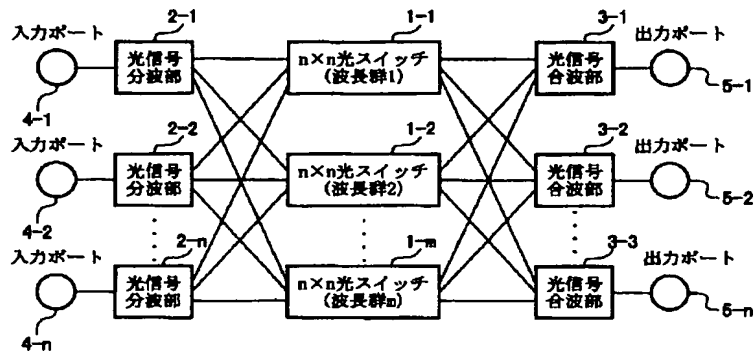 2-1 1-1 3-1
入力ポート 出力ポート
光信号
分波部
n×n光スイッチ
(波長群1)
光信号
合波部
4-1 5-1
2-2 1-2 3-2
入力ポート 出力ポート
光信号
分波部
n×n光スイッチ
(波長群2)
光信号
合波部
4-2 5-2
2-n 1-m 3-3
入力ポート 出力ポート
光信号
分波部
n×n光スイッチ
(波長群m)
光信号
合波部
4-n 5-n